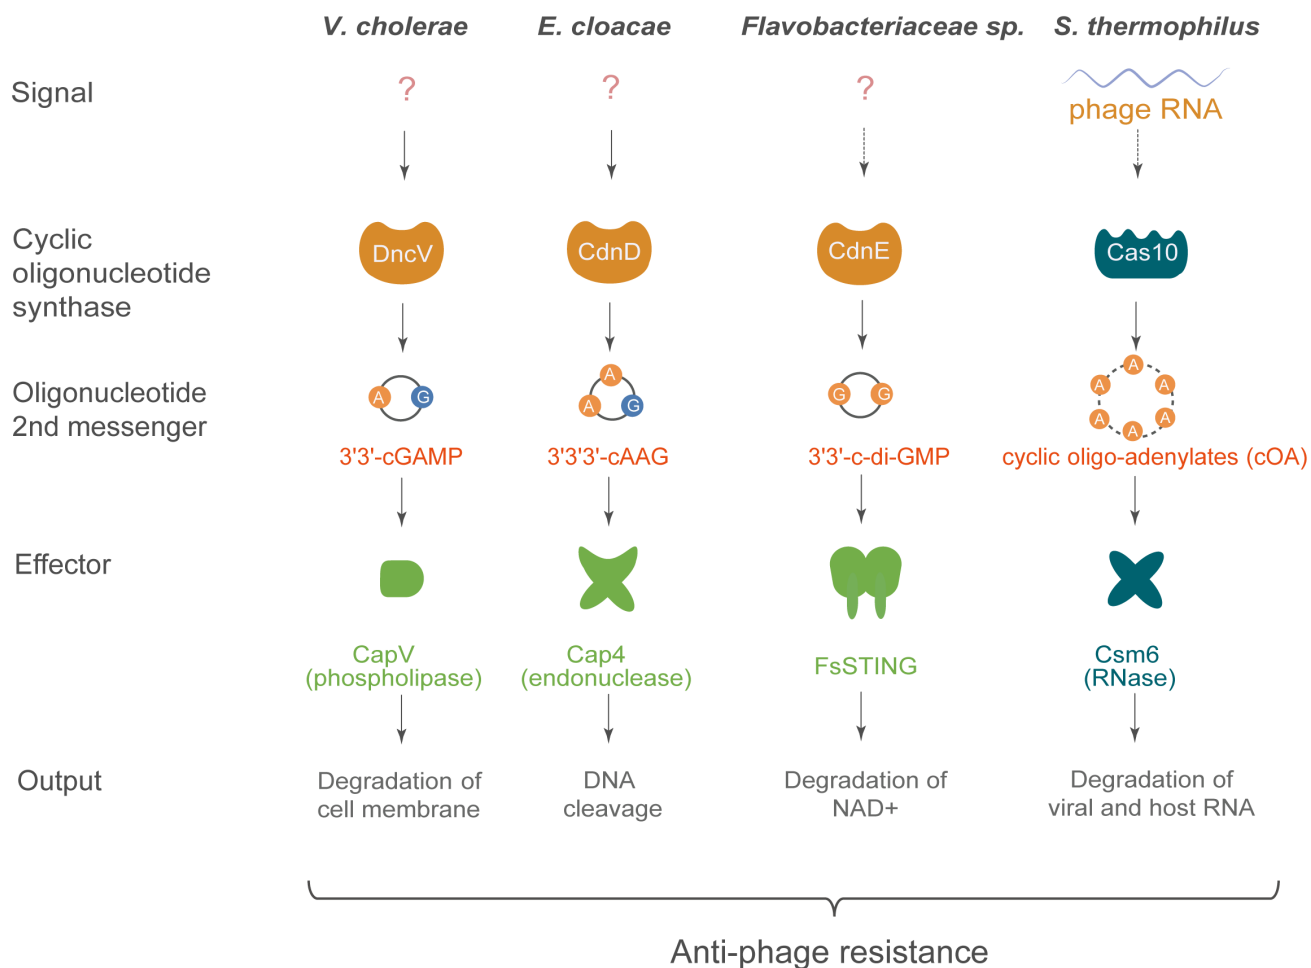 V. cholerae E. cloacae Flavobacteriaceae sp. S. thermophilus
Signal ? ? ?
phage RNA
Cyclic
oligonucleotide
synthase
DncV CdnD CdnE Cas10
Oligonucleotide
2nd messenger
A G
A A G
G G
A A A A A A
3'3'-cGAMP 3'3'3'-cAAG 3'3'-c-di-GMP cyclic oligo-adenylates (cOA)
Effector
CapV
(phospholipase)
Cap4
(endonuclease)
FsSTING
Csm6
(RNase)
Output
Degradation of
cell membrane
DNA
cleavage
Degradation of
NAD+
Degradation of
viral and host RNA
Anti-phage resistance